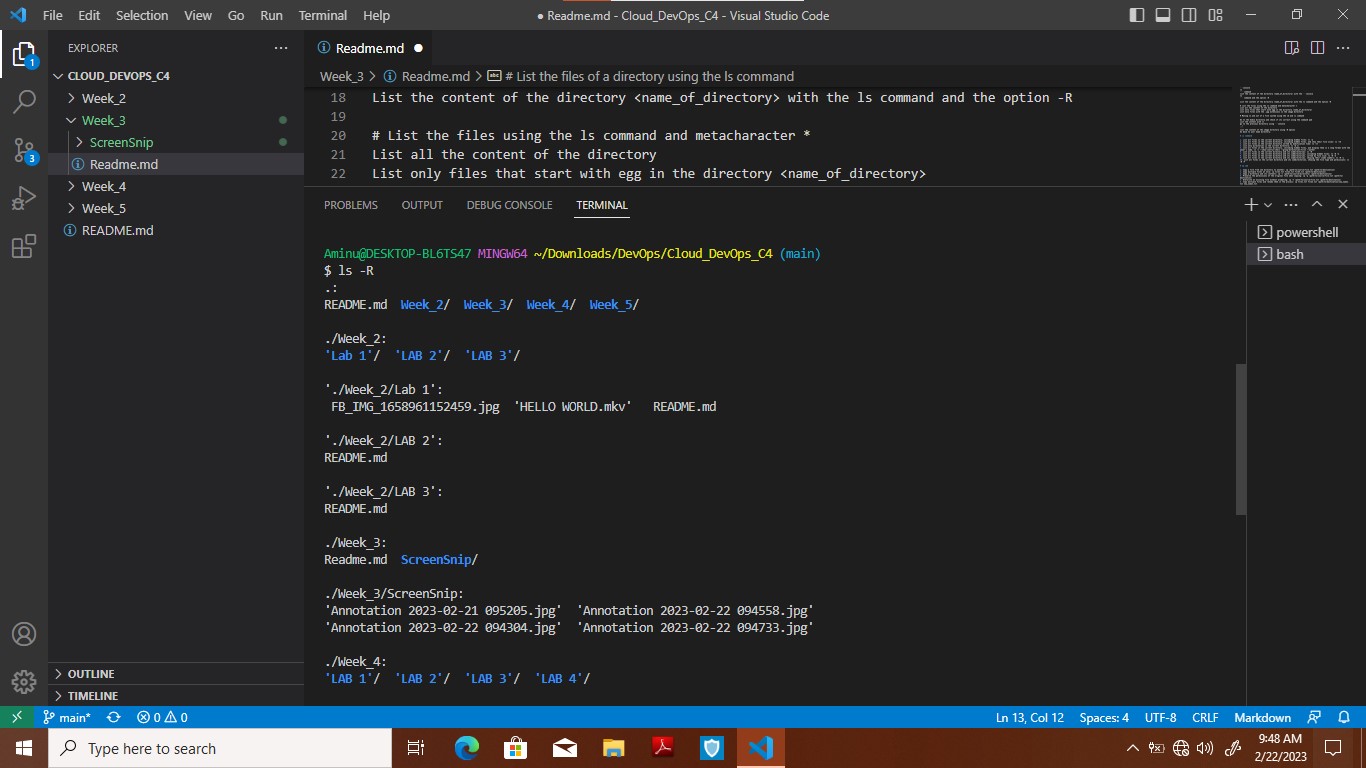 File Edit Selection View Go Run Terminal Help
● Readme.md - Cloud_DevOps_C4 - Visual Studio Code
EXPLORER
CLOUD_DEVOPS_C4
Week_2
Week_3
ScreenSnip
Readme.md
Week_4
Week_5
README.md
OUTLINE
TIMELINE
1
3
Readme.md ●
Week_3 > Readme.md > # List the files of a directory using the ls command
18 List the content of the directory <name_of_directory> with the ls command and the option -R
19
20 # List the files using the ls command and metacharacter *
21 List all the content of the directory
22 List only files that start with egg in the directory <name_of_directory>
PROBLEMS OUTPUT DEBUG CONSOLE TERMINAL
powershell
bash
Aminu@DESKTOP-BL6TS47 MINGW64 ~/Downloads/DevOps/Cloud_DevOps_C4 (main)
$ ls -R
.:
README.md Week_2/ Week_3/ Week_4/ Week_5/
./Week_2:
'Lab 1'/ 'LAB 2'/ 'LAB 3'/
'./Week_2/Lab 1':
FB_IMG_1658961152459.jpg 'HELLO WORLD.mkv' README.md
'./Week_2/LAB 2':
README.md
'./Week_2/LAB 3':
README.md
./Week_3:
Readme.md ScreenSnip/
./Week_3/ScreenSnip:
'Annotation 2023-02-21 095205.jpg' 'Annotation 2023-02-22 094558.jpg'
'Annotation 2023-02-22 094304.jpg' 'Annotation 2023-02-22 094733.jpg'
./Week_4:
'LAB 1'/ 'LAB 2'/ 'LAB 3'/ 'LAB 4'/
main* 0 0 Ln 13, Col 12 Spaces: 4 UTF-8 CRLF Markdown
Type here to search
9:48 AM
2/22/2023